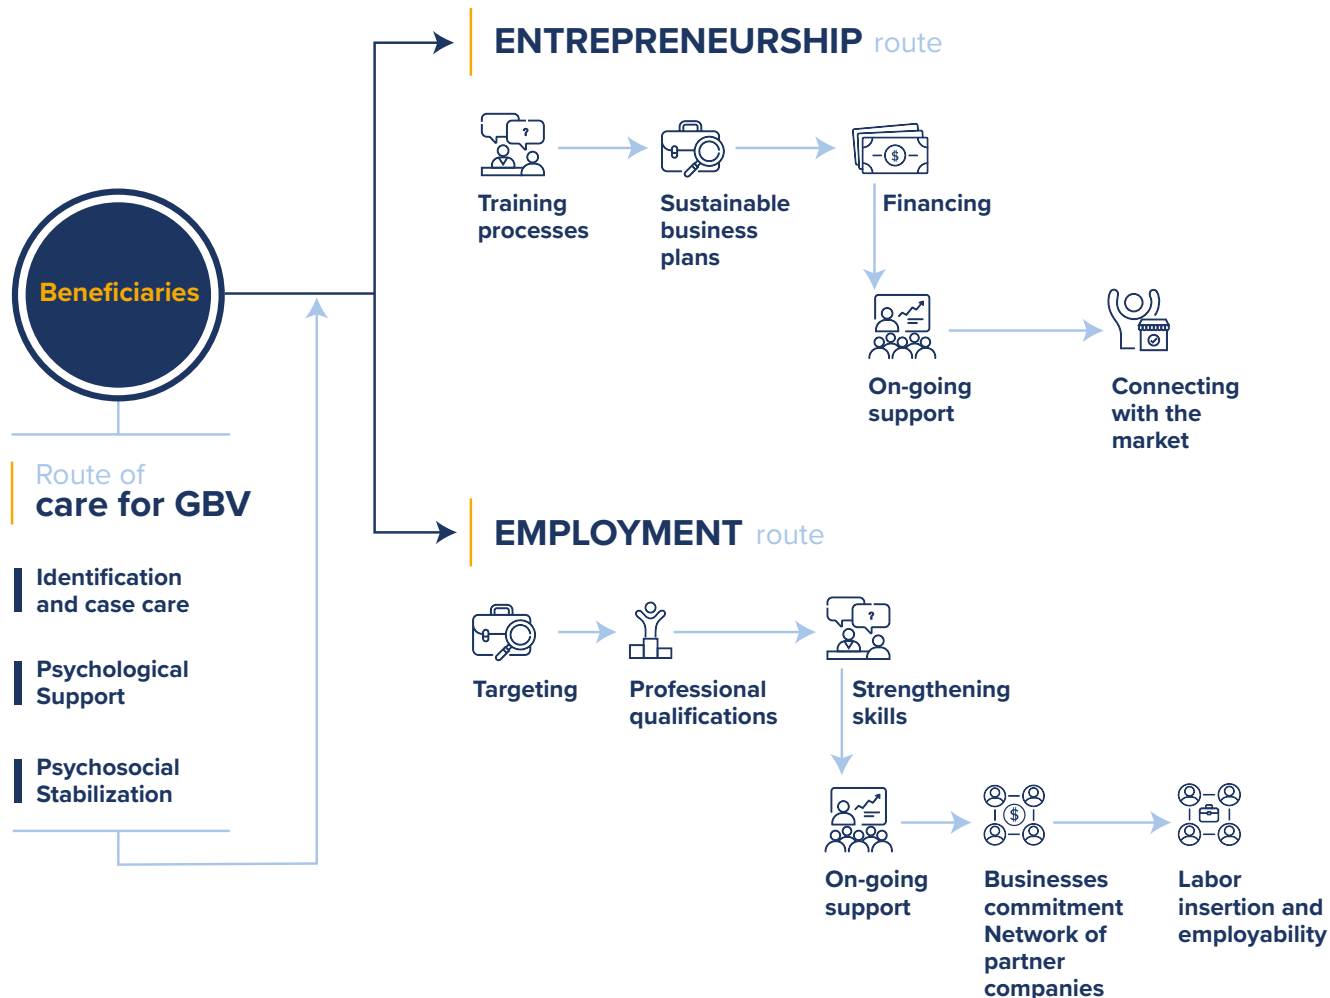 Beneficiaries
Route of
care for GBV
Identification
and case care
Psychological
Support
Psychosocial
Stabilization
ENTREPRENEURSHIP route
?
$
Training
processes
Sustainable
business
plans
Financing
On-going
support
Connecting
with the
market
EMPLOYMENT route
?
Targeting
Professional
qualifications
Strengthening
skills
$
On-going
support
Businesses
commitment
Network of
partner
companies
Labor
insertion and
employability